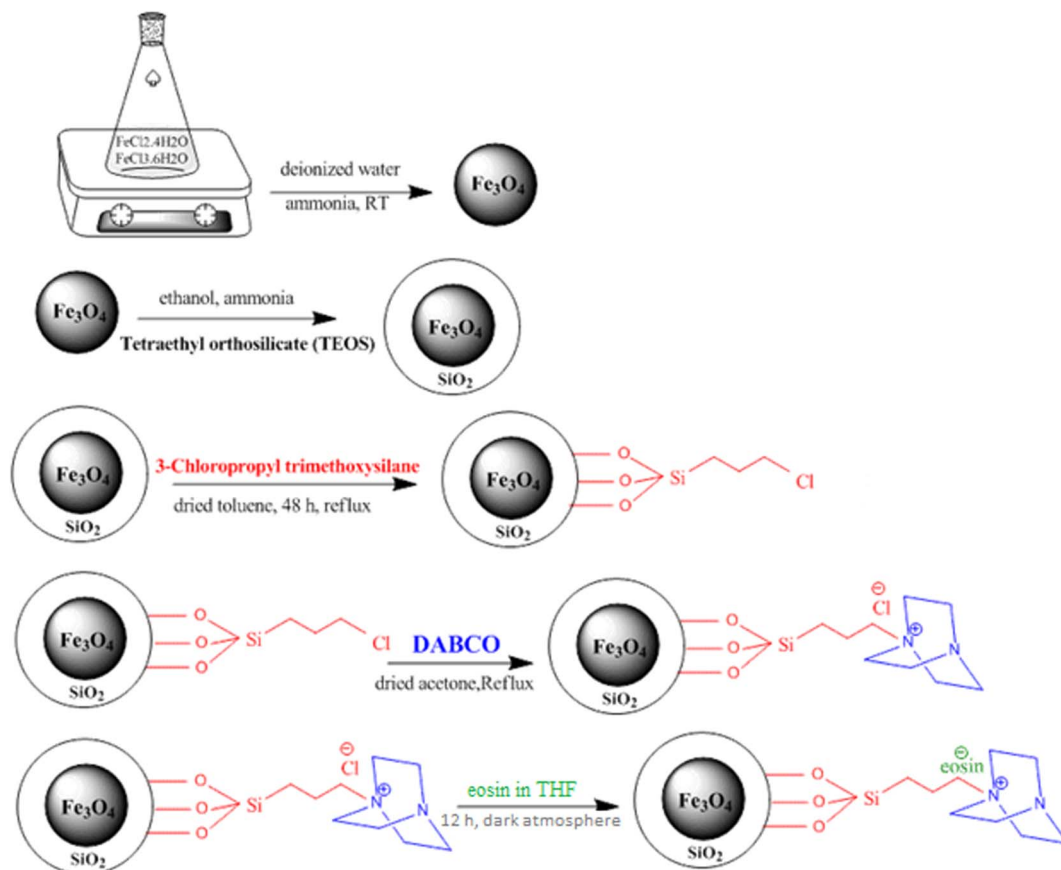 FeCl2.4H2O
FeCl3.6H2O
deionized water
ammonia, RT
Fe₃O₄
Fe₃O₄
ethanol, ammonia
Tetraethyl orthosilicate (TEOS)
Fe₃O₄
SiO₂
Fe₃O₄
SiO₂
3-Chloropropyl trimethoxysilane
dried toluene, 48 h, reflux
Fe₃O₄
SiO₂
O
O
O
Si
Cl
Fe₃O₄
SiO₂
O
O
O
Si
Cl
DABCO
dried acetone,Reflux
Fe₃O₄
SiO₂
O
O
O
Si
⊖
Cl
N⊕
N
Fe₃O₄
SiO₂
O
O
O
Si
⊖
Cl
N⊕
N
eosin in THF
12 h, dark atmosphere
Fe₃O₄
SiO₂
O
O
O
Si
⊖
eosin
N⊕
N